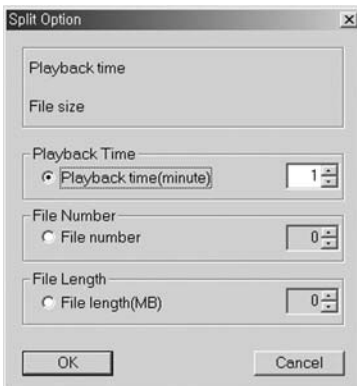 Split Option
Playback time
File size
Playback Time
Playback time(minute) 1
File Number
File number 0
File Length
File length(MB) 0
OK Cancel